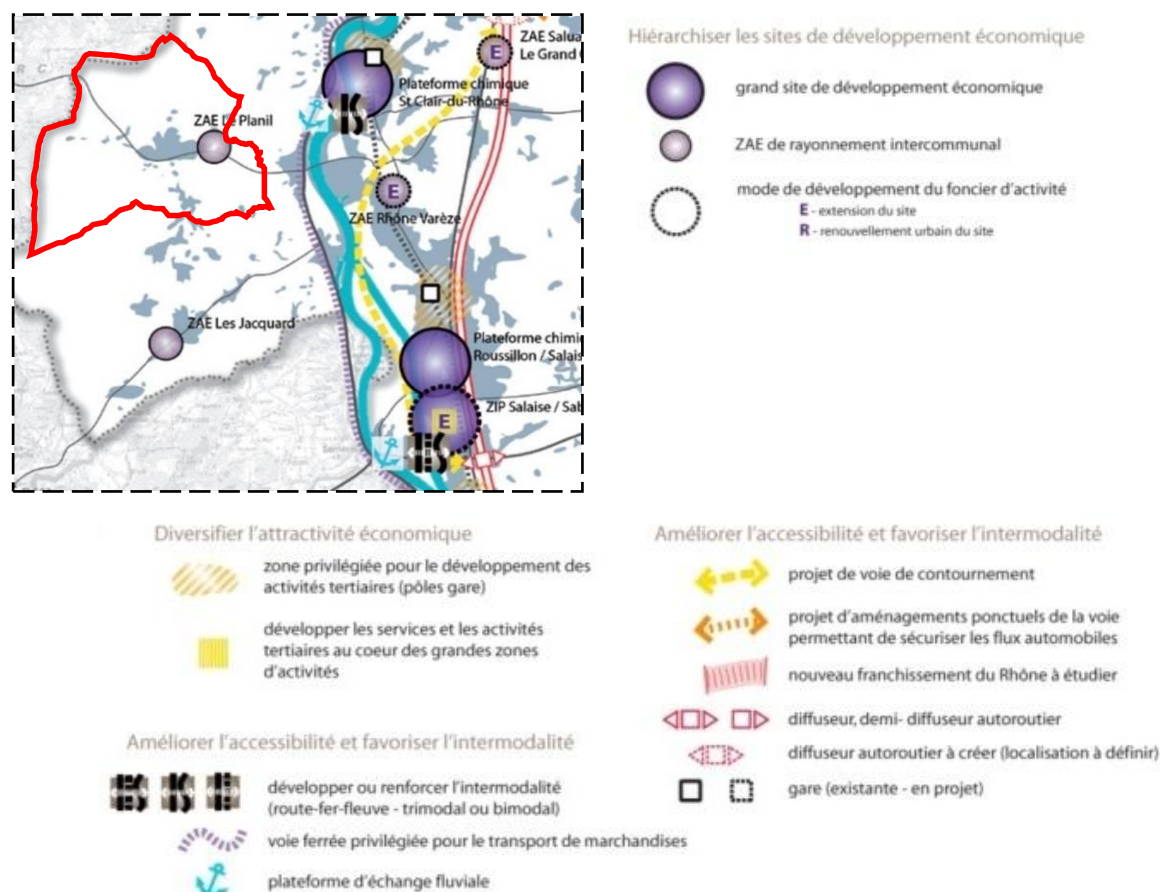 ZAE Salua
Le Grand
Plateforme chimique
St Clair-du-Rhône
ZAE Le Planil
E
E
ZAE Rhône Varèze
ZAE Les Jacquard
Plateforme chimi
Roussillon / Salais
ZIP Salaise / Sab
E
Hiérarchiser les sites de développement économique
grand site de développement économique
ZAE de rayonnement intercommunal
mode de développement du foncier d'activité
E - extension du site
R - renouvellement urbain du site
Diversifier l'attractivité économique
zone privilégiée pour le développement des
activités tertiaires (pôles gare)
développer les services et les activités
tertiaires au coeur des grandes zones
d'activités
Améliorer l'accessibilité et favoriser l'intermodalité
développer ou renforcer l'intermodalité
(route-fer-fleuve - trimodal ou bimodal)
voie ferrée privilégiée pour le transport de marchandises
plateforme d'échange fluviale
Améliorer l'accessibilité et favoriser l'intermodalité
projet de voie de contournement
projet d'aménagements ponctuels de la voie
permettant de sécuriser les flux automobiles
nouveau franchissement du Rhône à étudier
diffuseur, demi- diffuseur autoroutier
diffuseur autoroutier à créer (localisation à définir)
gare (existante - en projet)